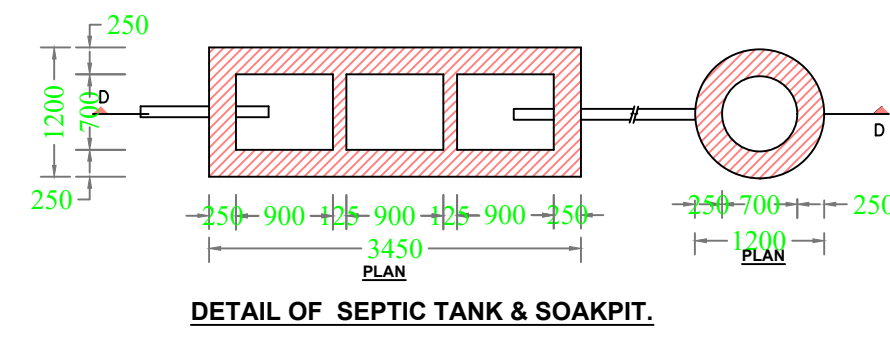 250
1200
700
250
D
250 900 125 900 125 900 250
3450
PLAN
250 700 250
1200
PLAN
D
DETAIL OF SEPTIC TANK & SOAKPIT.